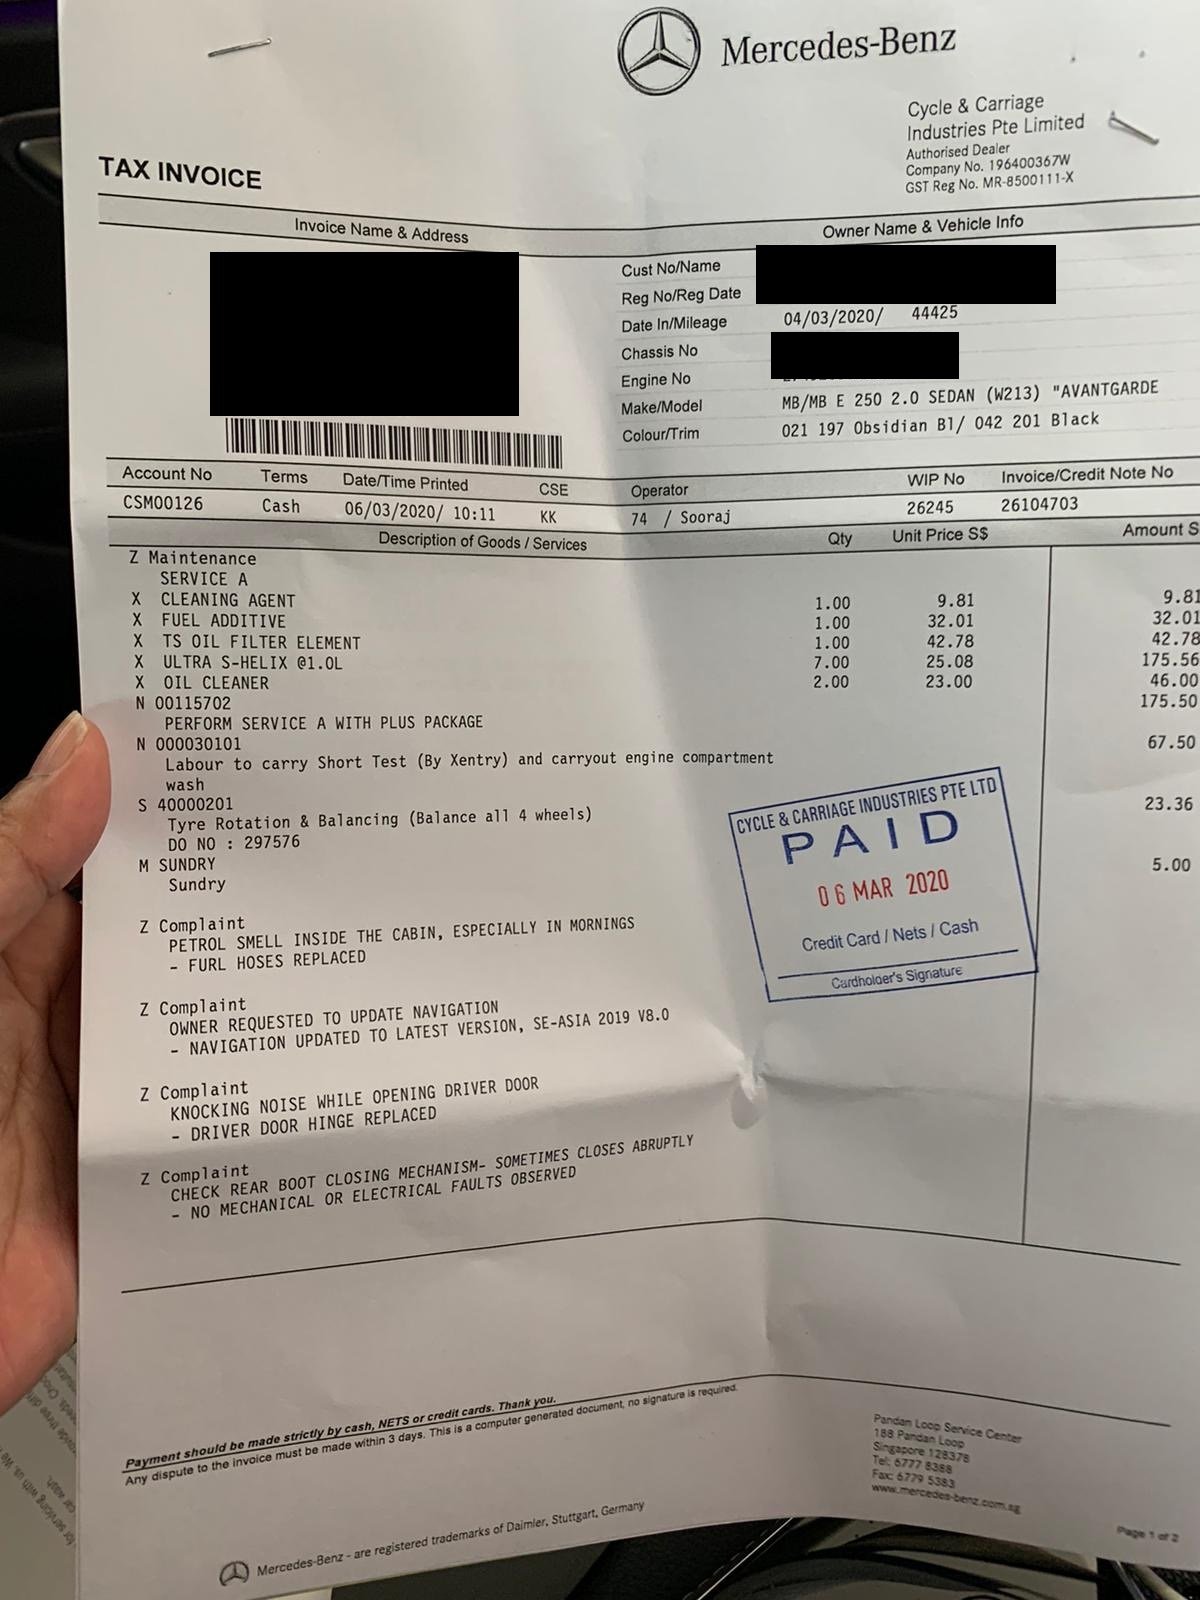 Mercedes-Benz
Cycle & Carriage
Industries Pte Limited
Authorised Dealer
Company No. 196400367W
GST Reg No. MR-8500111-X
TAX INVOICE
Invoice Name & Address
Owner Name & Vehicle Info
Cust No/Name
Reg No/Reg Date
Date In/Mileage 04/03/2020/ 44425
Chassis No
Engine No
Make/Model MB/MB E 250 2.0 SEDAN (W213) "AVANTGARDE
Colour/Trim 021 197 Obsidian Bl/ 042 201 Black
Account No Terms Date/Time Printed CSE Operator WIP No Invoice/Credit Note No
CSM00126 Cash 06/03/2020/ 10:11 KK 74 / Sooraj 26245 26104703
Description of Goods / Services Qty Unit Price S$ Amount S
Z Maintenance
SERVICE A
X CLEANING AGENT 1.00 9.81 9.81
X FUEL ADDITIVE 1.00 32.01 32.01
X TS OIL FILTER ELEMENT 1.00 42.78 42.78
X ULTRA S-HELIX @1.0L 7.00 25.08 175.56
X OIL CLEANER 2.00 23.00 46.00
N 00115702 175.50
PERFORM SERVICE A WITH PLUS PACKAGE
N 000030101 67.50
Labour to carry Short Test (By Xentry) and carryout engine compartment
wash
S 40000201 23.36
Tyre Rotation & Balancing (Balance all 4 wheels)
DO NO : 297576
M SUNDRY 5.00
Sundry
CYCLE & CARRIAGE INDUSTRIES PTE LTD
PAID
06 MAR 2020
Credit Card / Nets / Cash
Cardholder's Signature
Z Complaint
PETROL SMELL INSIDE THE CABIN, ESPECIALLY IN MORNINGS
- FURL HOSES REPLACED
Z Complaint
OWNER REQUESTED TO UPDATE NAVIGATION
- NAVIGATION UPDATED TO LATEST VERSION, SE-ASIA 2019 V8.0
Z Complaint
KNOCKING NOISE WHILE OPENING DRIVER DOOR
- DRIVER DOOR HINGE REPLACED
Z Complaint
CHECK REAR BOOT CLOSING MECHANISM- SOMETIMES CLOSES ABRUPTLY
- NO MECHANICAL OR ELECTRICAL FAULTS OBSERVED
Payment should be made strictly by cash, NETS or credit cards. Thank you.
Any dispute to the invoice must be made within 3 days. This is a computer generated document, no signature is required.
Pandan Loop Service Center
188 Pandan Loop
Singapore 128378
Tel: 6777 8388
Fax: 6779 5383
www.mercedes-benz.com.sg
Mercedes-Benz - are registered trademarks of Daimler, Stuttgart, Germany
Page 1 of 2
for servicing with us. We
car wash.